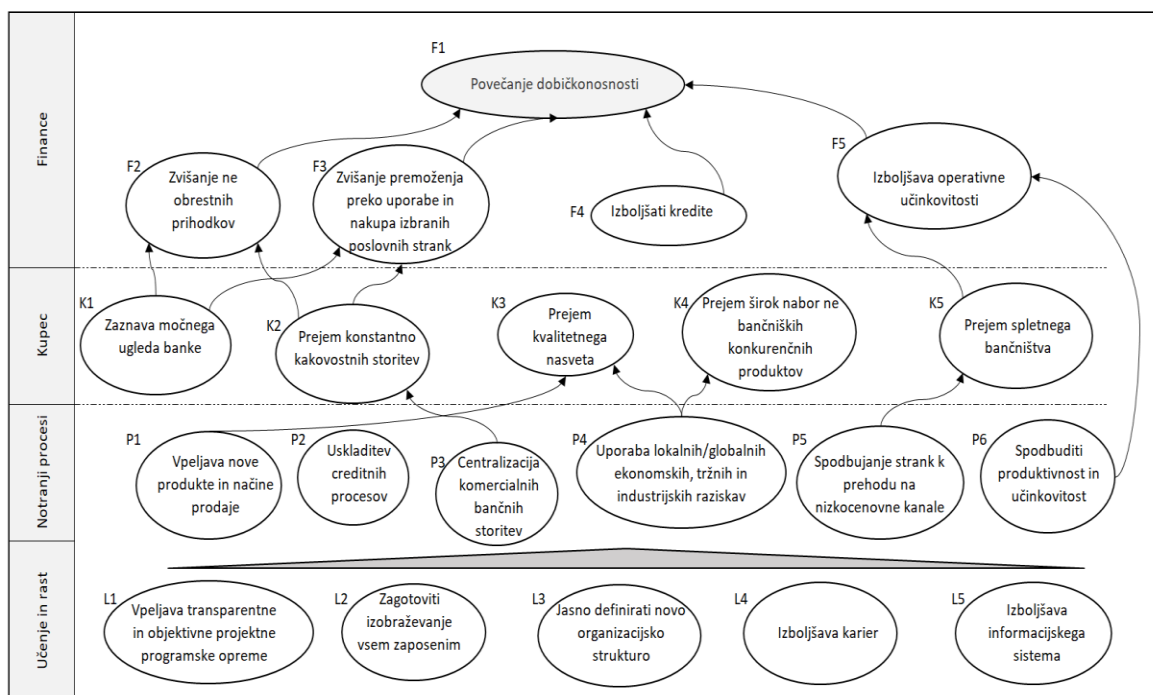 Finance
F1
Povečanje dobičkonosnosti
F2
Zvišanje ne
obrestnih
prihodkov
F3
Zvišanje premoženja
preko uporabe in
nakupa izbranih
poslovnih strank
F4
Izboljšati kredite
F5
Izboljšava operativne
učinkovitosti
Kupec
K1
Zaznava močnega
ugleda banke
K2
Prejem konstantno
kakovostnih storitev
K3
Prejem
kvalitetnega
nasveta
K4
Prejem širok nabor ne
bančniških
konkurenčnih
produktov
K5
Prejem spletnega
bančništva
Notranji procesi
P1
Vpeljava nove
produkte in načine
prodaje
P2
Uskladitev
creditnih
procesov
P3
Centralizacija
komercialnih
bančnih
storitev
P4
Uporaba lokalnih/globalnih
ekonomskih, tržnih in
industrijskih raziskav
P5
Spodbujanje strank k
prehodu na
nizkocenovne kanale
P6
Spodbuditi
produktivnost in
učinkovitost
Učenje in rast
L1
Vpeljava transparentne
in objektivne projektne
programske opreme
L2
Zagotoviti
izobraževanje
vsem zaposenim
L3
Jasno definirati novo
organizacijsko
strukturo
L4
Izboljšava karier
L5
Izboljšava
informacijskega
sistema